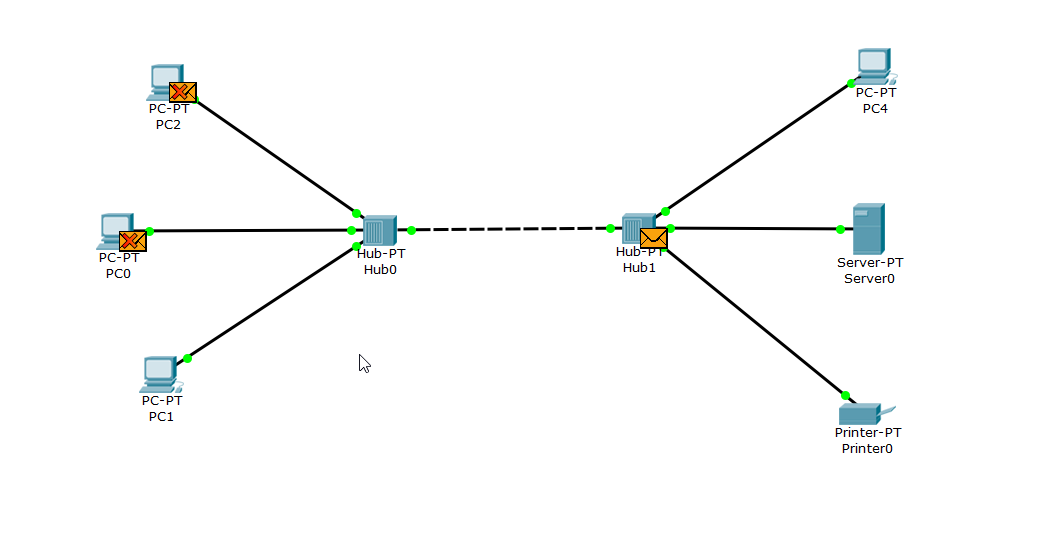 PC-PT
PC2
PC-PT
PC4
PC-PT
PC0
Hub-PT
Hub0
Hub-PT
Hub1
Server-PT
Server0
PC-PT
PC1
Printer-PT
Printer0